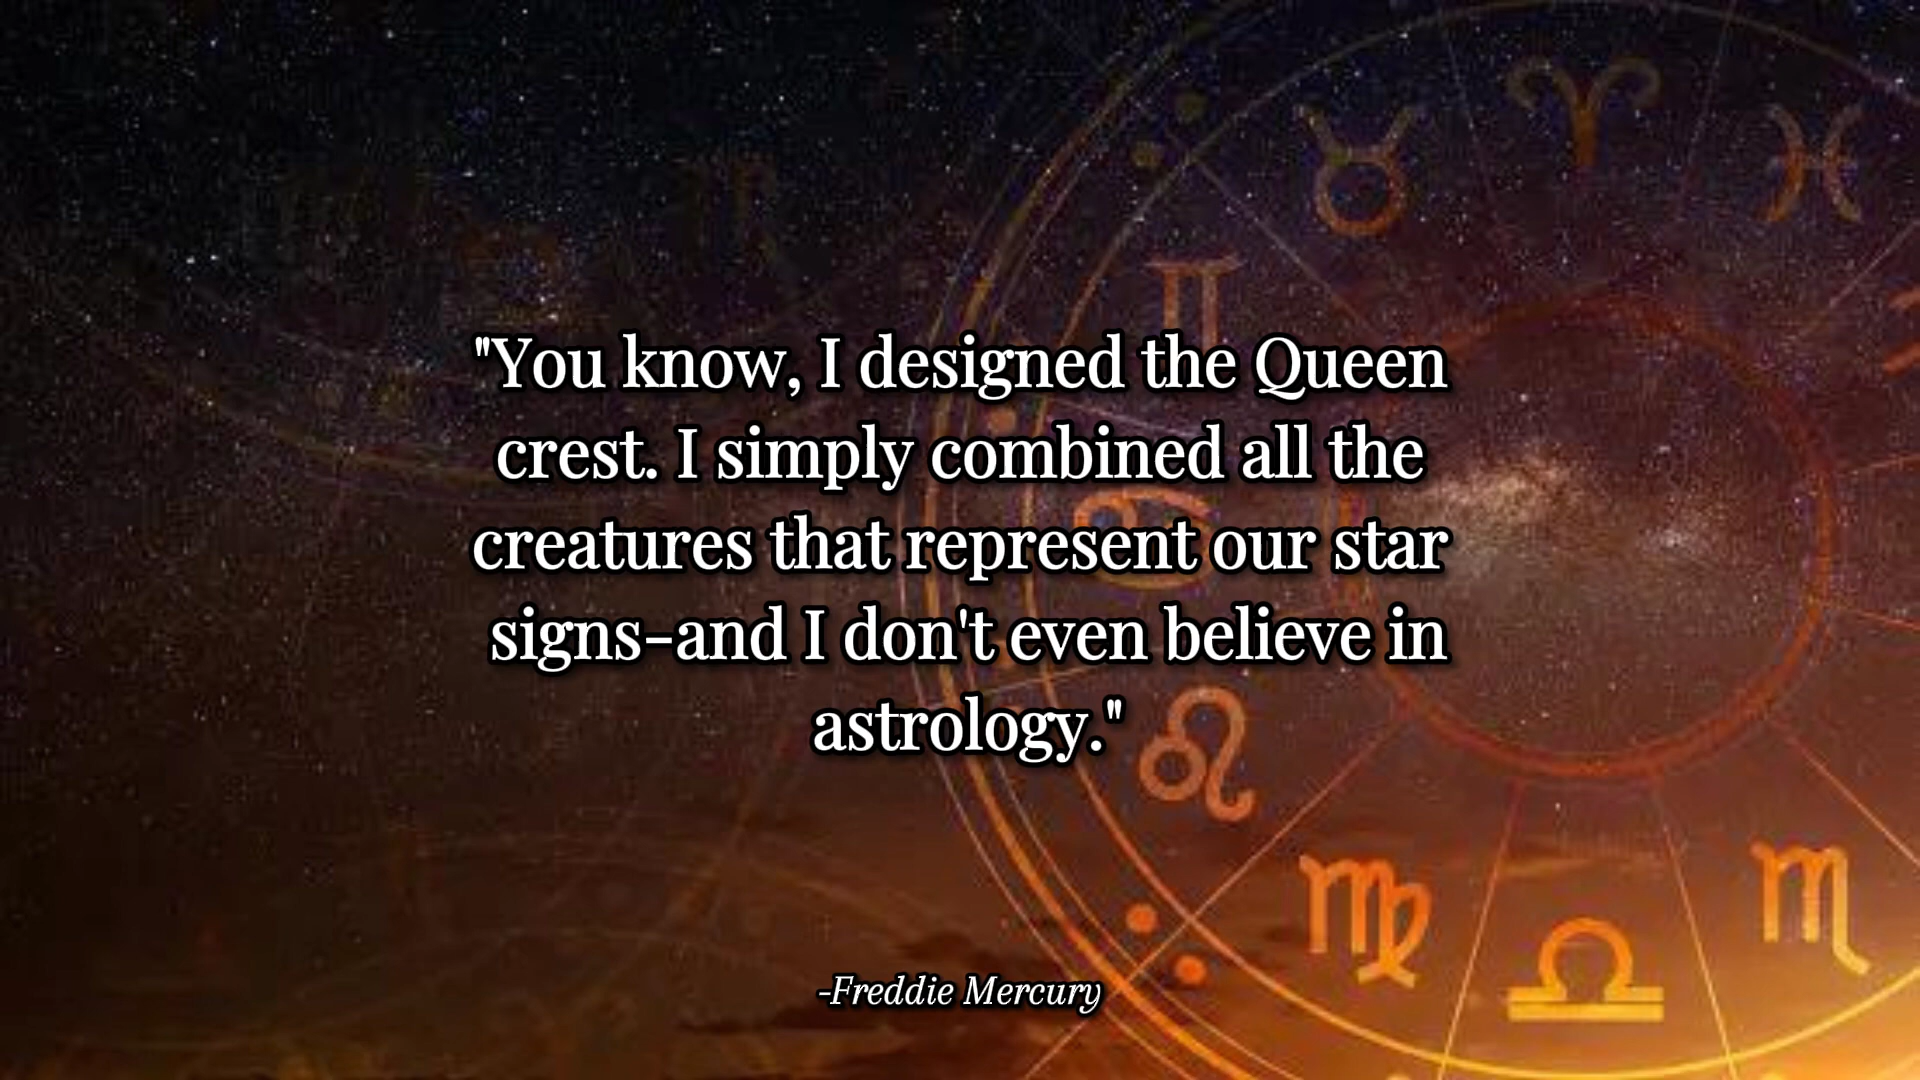 "You know, I designed the Queen
crest. I simply combined all the
creatures that represent our star
signs-and I don't even believe in
astrology."
-Freddie Mercury